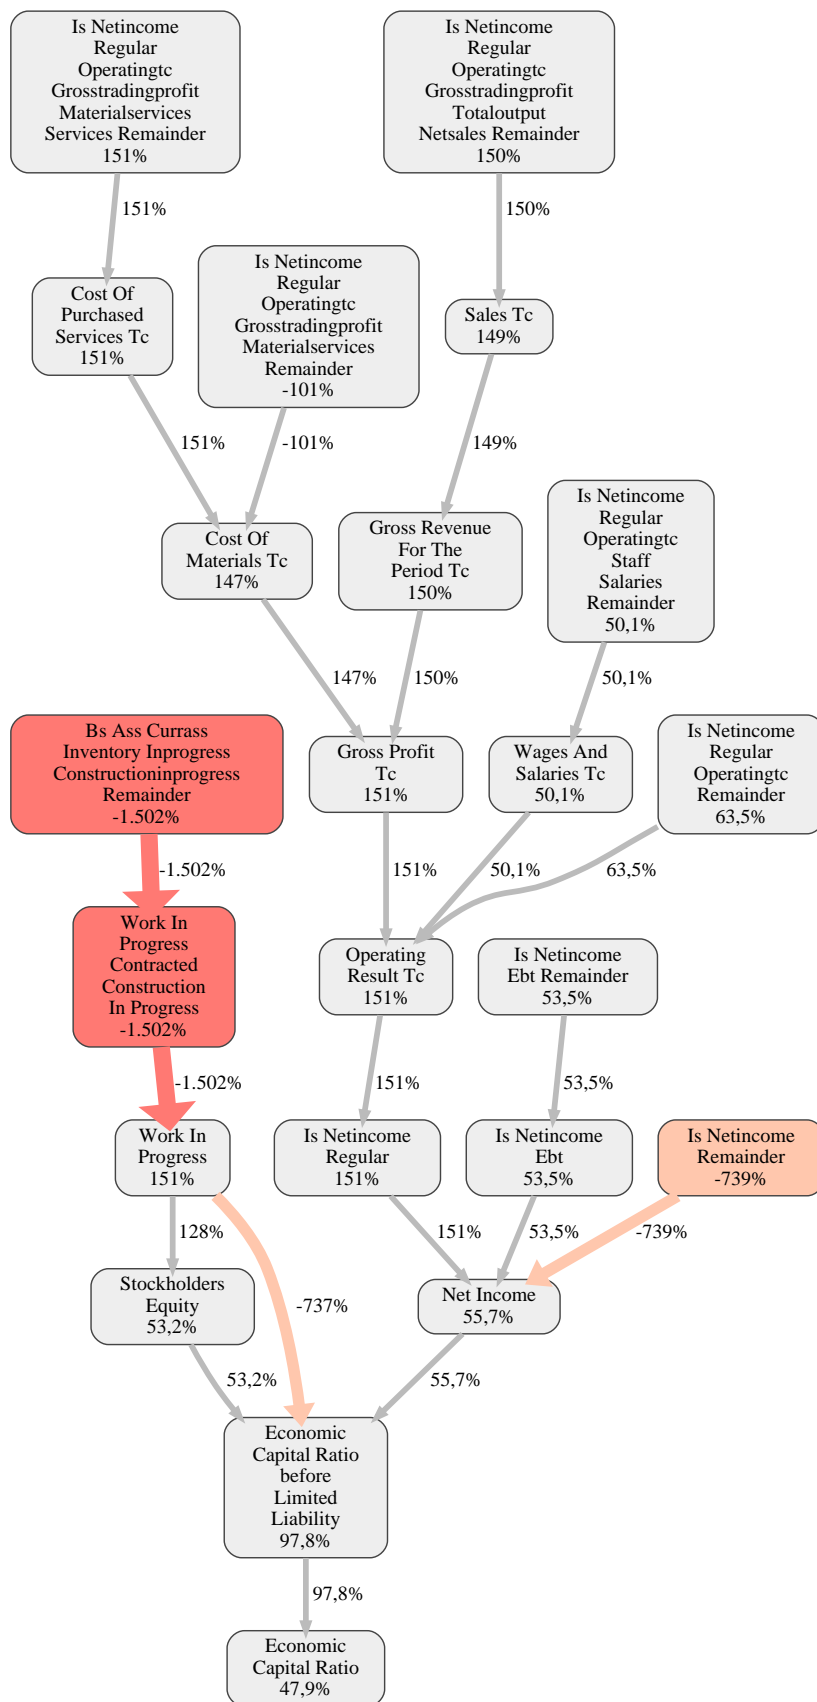 Is Netincome
Regular
Operatingtc
Grosstradingprofit
Materialservices
Services Remainder
151%
Is Netincome
Regular
Operatingtc
Grosstradingprofit
Totaloutput
Netsales Remainder
150%
151%
150%
Cost Of
Purchased
Services Tc
151%
Is Netincome
Regular
Operatingtc
Grosstradingprofit
Materialservices
Remainder
-101%
Sales Tc
149%
151%
-101%
149%
Cost Of
Materials Tc
147%
Gross Revenue
For The
Period Tc
150%
Is Netincome
Regular
Operatingtc
Staff
Salaries
Remainder
50,1%
147%
150%
50,1%
Bs Ass Currass
Inventory Inprogress
Constructioninprogress
Remainder
-1.502%
Gross Profit
Tc
151%
Wages And
Salaries Tc
50,1%
Is Netincome
Regular
Operatingtc
Remainder
63,5%
-1.502%
151%
50,1%
63,5%
Work In
Progress
Contracted
Construction
In Progress
-1.502%
Operating
Result Tc
151%
Is Netincome
Ebt Remainder
53,5%
-1.502%
151%
53,5%
Work In
Progress
151%
Is Netincome
Regular
151%
Is Netincome
Ebt
53,5%
Is Netincome
Remainder
-739%
128%
-737%
151%
53,5%
-739%
Stockholders
Equity
53,2%
Net Income
55,7%
53,2%
55,7%
Economic
Capital Ratio
before
Limited
Liability
97,8%
97,8%
Economic
Capital Ratio
47,9%